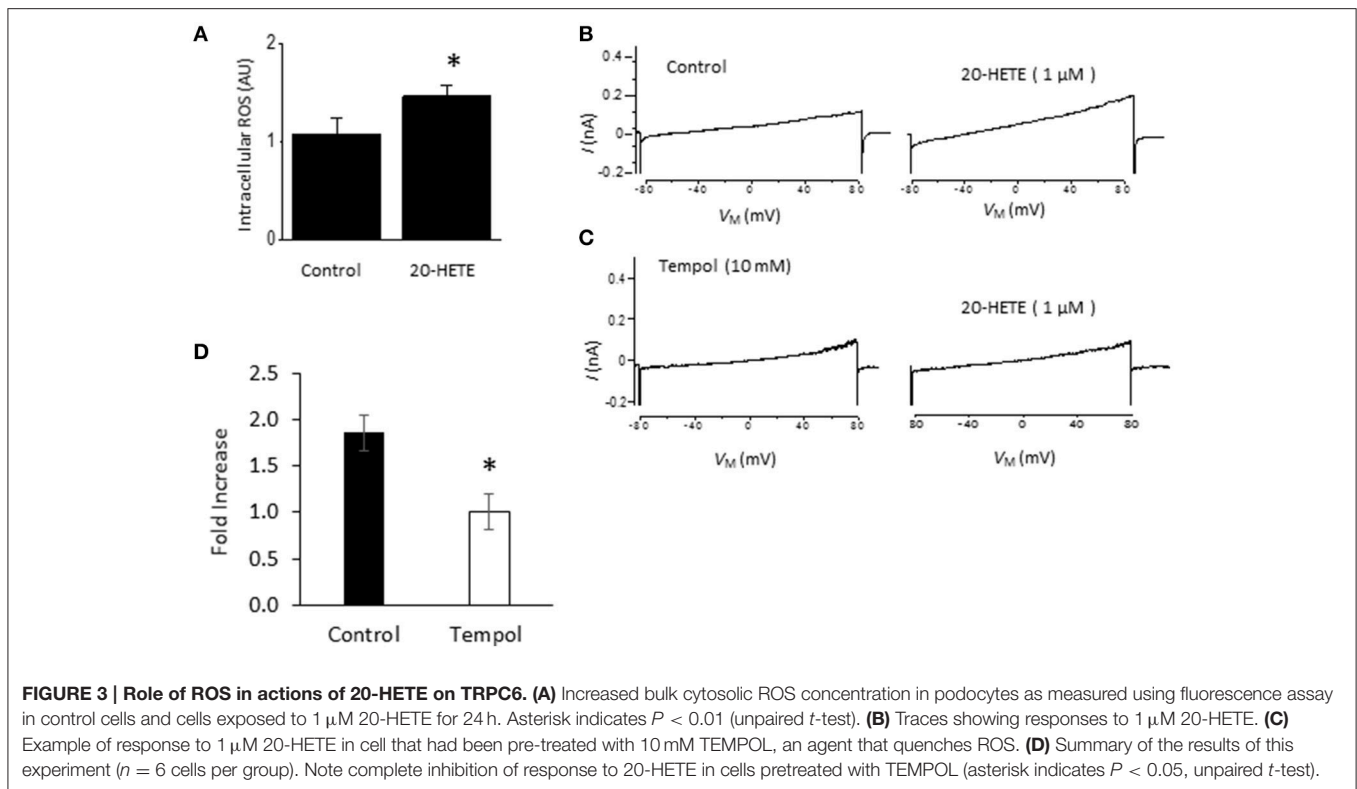 A
2
1
0
Intracellular ROS (AU)
*
Control 20-HETE
B
0.4
0.2
0
-0.2
I (nA)
Control
20-HETE ( 1 µM )
-80 -40 0 40 80
-80 -40 0 40 80
VM (mV) VM (mV)
C
0.4
0.2
0
-0.2
I (nA)
Tempol (10 mM)
20-HETE ( 1 µM )
-80 -40 0 40 80
80 -40 0 40 80
VM (mV) VM (mV)
D
2.5
2.0
1.5
1.0
0.5
0.0
Fold Increase
*
Control Tempol
FIGURE 3 | Role of ROS in actions of 20-HETE on TRPC6. (A) Increased bulk cytosolic ROS concentration in podocytes as measured using fluorescence assay
in control cells and cells exposed to 1 µM 20-HETE for 24 h. Asterisk indicates P < 0.01 (unpaired t-test). (B) Traces showing responses to 1 µM 20-HETE. (C)
Example of response to 1 µM 20-HETE in cell that had been pre-treated with 10 mM TEMPOL, an agent that quenches ROS. (D) Summary of the results of this
experiment (n = 6 cells per group). Note complete inhibition of response to 20-HETE in cells pretreated with TEMPOL (asterisk indicates P < 0.05, unpaired t-test).